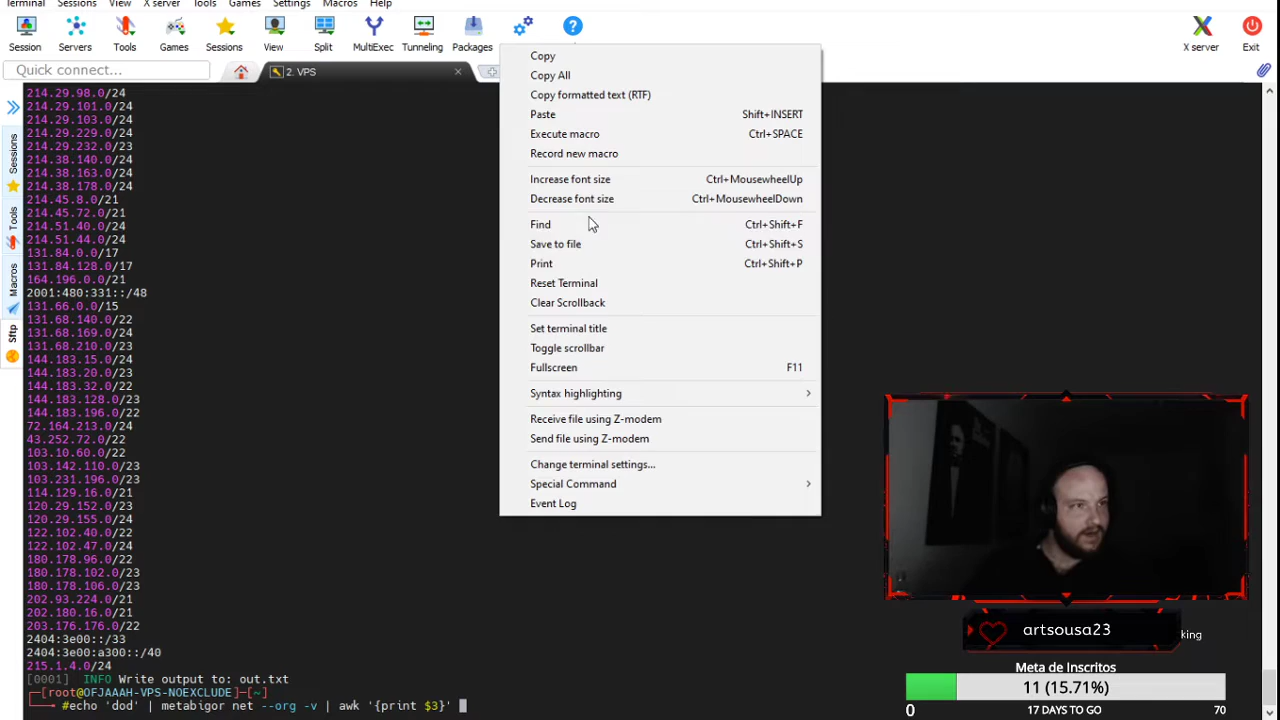 Terminal Sessions View X server Tools Games Settings Macros Help
Session Servers Tools Games Sessions View Split MultiExec Tunneling Packages X server Exit
Quick connect...
2. VPS
Sessions
Tools
Macros
Sftp
214.29.98.0/24
214.29.101.0/24
214.29.103.0/24
214.29.229.0/24
214.29.232.0/23
214.38.140.0/24
214.38.163.0/24
214.38.178.0/24
214.45.8.0/21
214.45.72.0/21
214.51.40.0/24
214.51.44.0/24
131.84.0.0/17
131.84.128.0/17
164.196.0.0/21
2001:480:331::/48
131.66.0.0/15
131.68.140.0/22
131.68.169.0/24
131.68.210.0/23
144.183.15.0/24
144.183.20.0/23
144.183.32.0/22
144.183.128.0/23
144.183.196.0/22
72.164.213.0/24
43.252.72.0/22
103.10.60.0/22
103.142.110.0/23
103.231.196.0/23
114.129.16.0/21
120.29.152.0/23
120.29.155.0/24
122.102.40.0/22
122.102.47.0/24
180.178.96.0/22
180.178.102.0/23
180.178.106.0/23
202.93.224.0/21
202.180.16.0/21
203.176.176.0/22
2404:3e00::/33
2404:3e00:a300::/40
215.1.4.0/24
[0001] INFO Write output to: out.txt
[root@OFJAAAH-VPS-NOEXCLUDE]-[~]
#echo 'dod' | metabigor net --org -v | awk '{print $3}'
Copy
Copy All
Copy formatted text (RTF)
Paste Shift+INSERT
Execute macro Ctrl+SPACE
Record new macro
Increase font size Ctrl+MousewheelUp
Decrease font size Ctrl+MousewheelDown
Find Ctrl+Shift+F
Save to file Ctrl+Shift+S
Print Ctrl+Shift+P
Reset Terminal
Clear Scrollback
Set terminal title
Toggle scrollbar
Fullscreen F11
Syntax highlighting
Receive file using Z-modem
Send file using Z-modem
Change terminal settings...
Special Command
Event Log
artsousa23
king
Meta de Inscritos
11 (15.71%)
0 17 DAYS TO GO 70